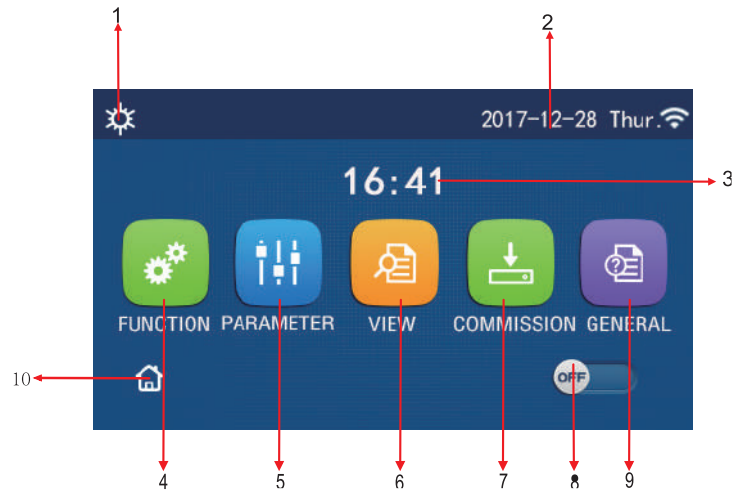 1
2
2017-12-28 Thur.
16:41
3
FUNCTION PARAMETER VIEW COMMISSION GENERAL
10
OFF
4 5 6 7 8 9